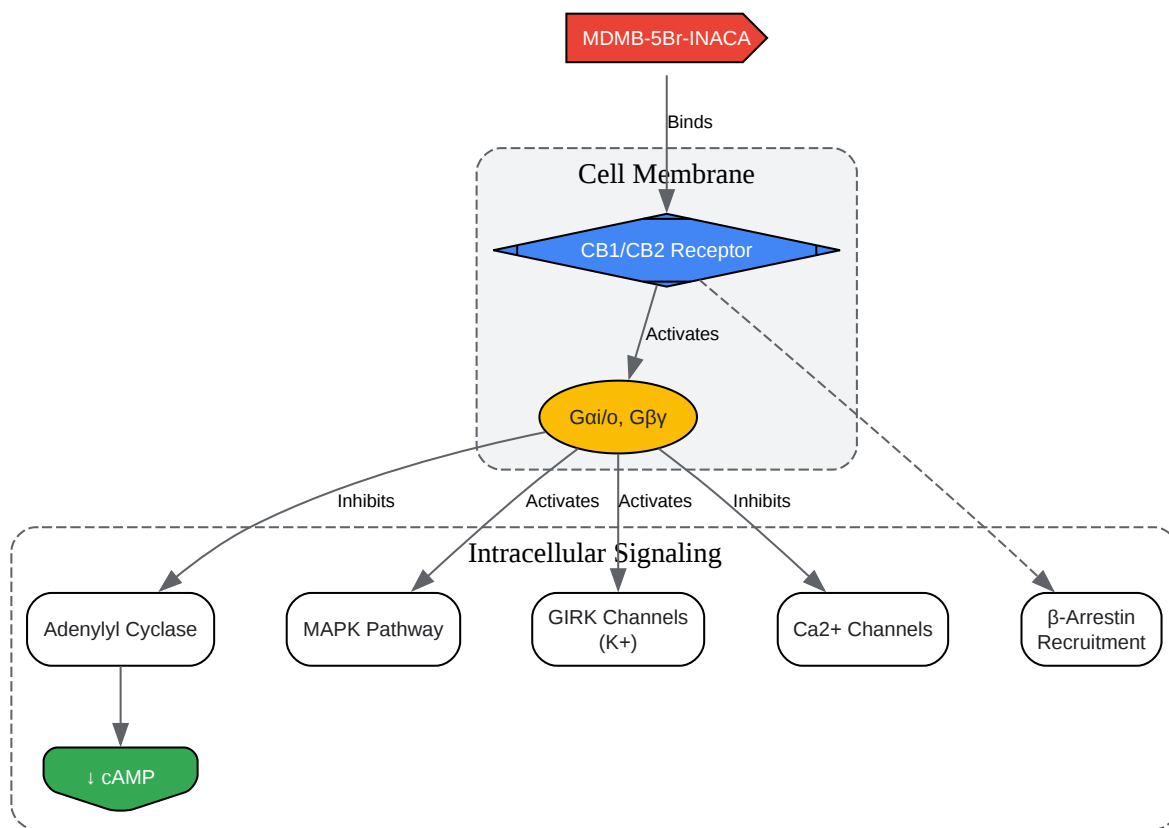 MDMB-5Br-INACA
Binds
Cell Membrane
CB1/CB2 Receptor
Activates
Gαi/o, Gβγ
Inhibits
Activates
Activates
Inhibits
Intracellular Signaling
Adenylyl Cyclase
MAPK Pathway
GIRK Channels
(K+)
Ca2+ Channels
β-Arrestin
Recruitment
↓ cAMP